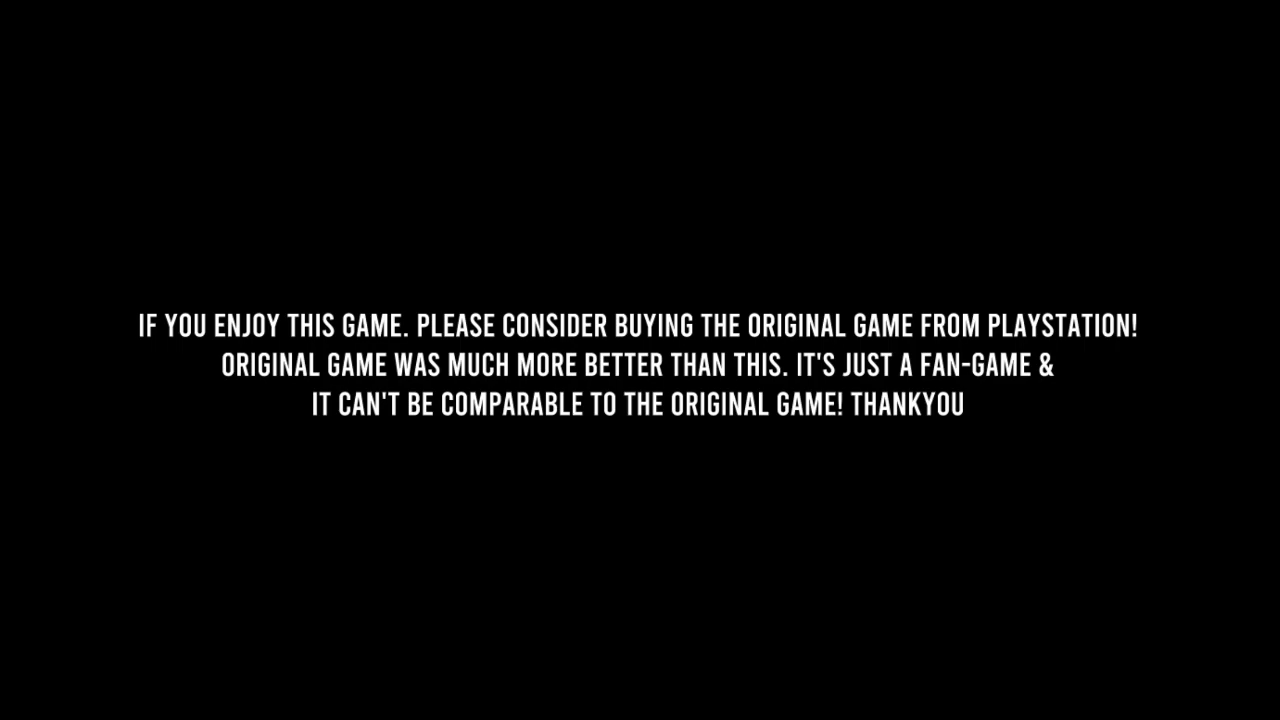 IF YOU ENJOY THIS GAME. PLEASE CONSIDER BUYING THE ORIGINAL GAME FROM PLAYSTATION!
ORIGINAL GAME WAS MUCH MORE BETTER THAN THIS. IT'S JUST A FAN-GAME &
IT CAN'T BE COMPARABLE TO THE ORIGINAL GAME! THANKYOU